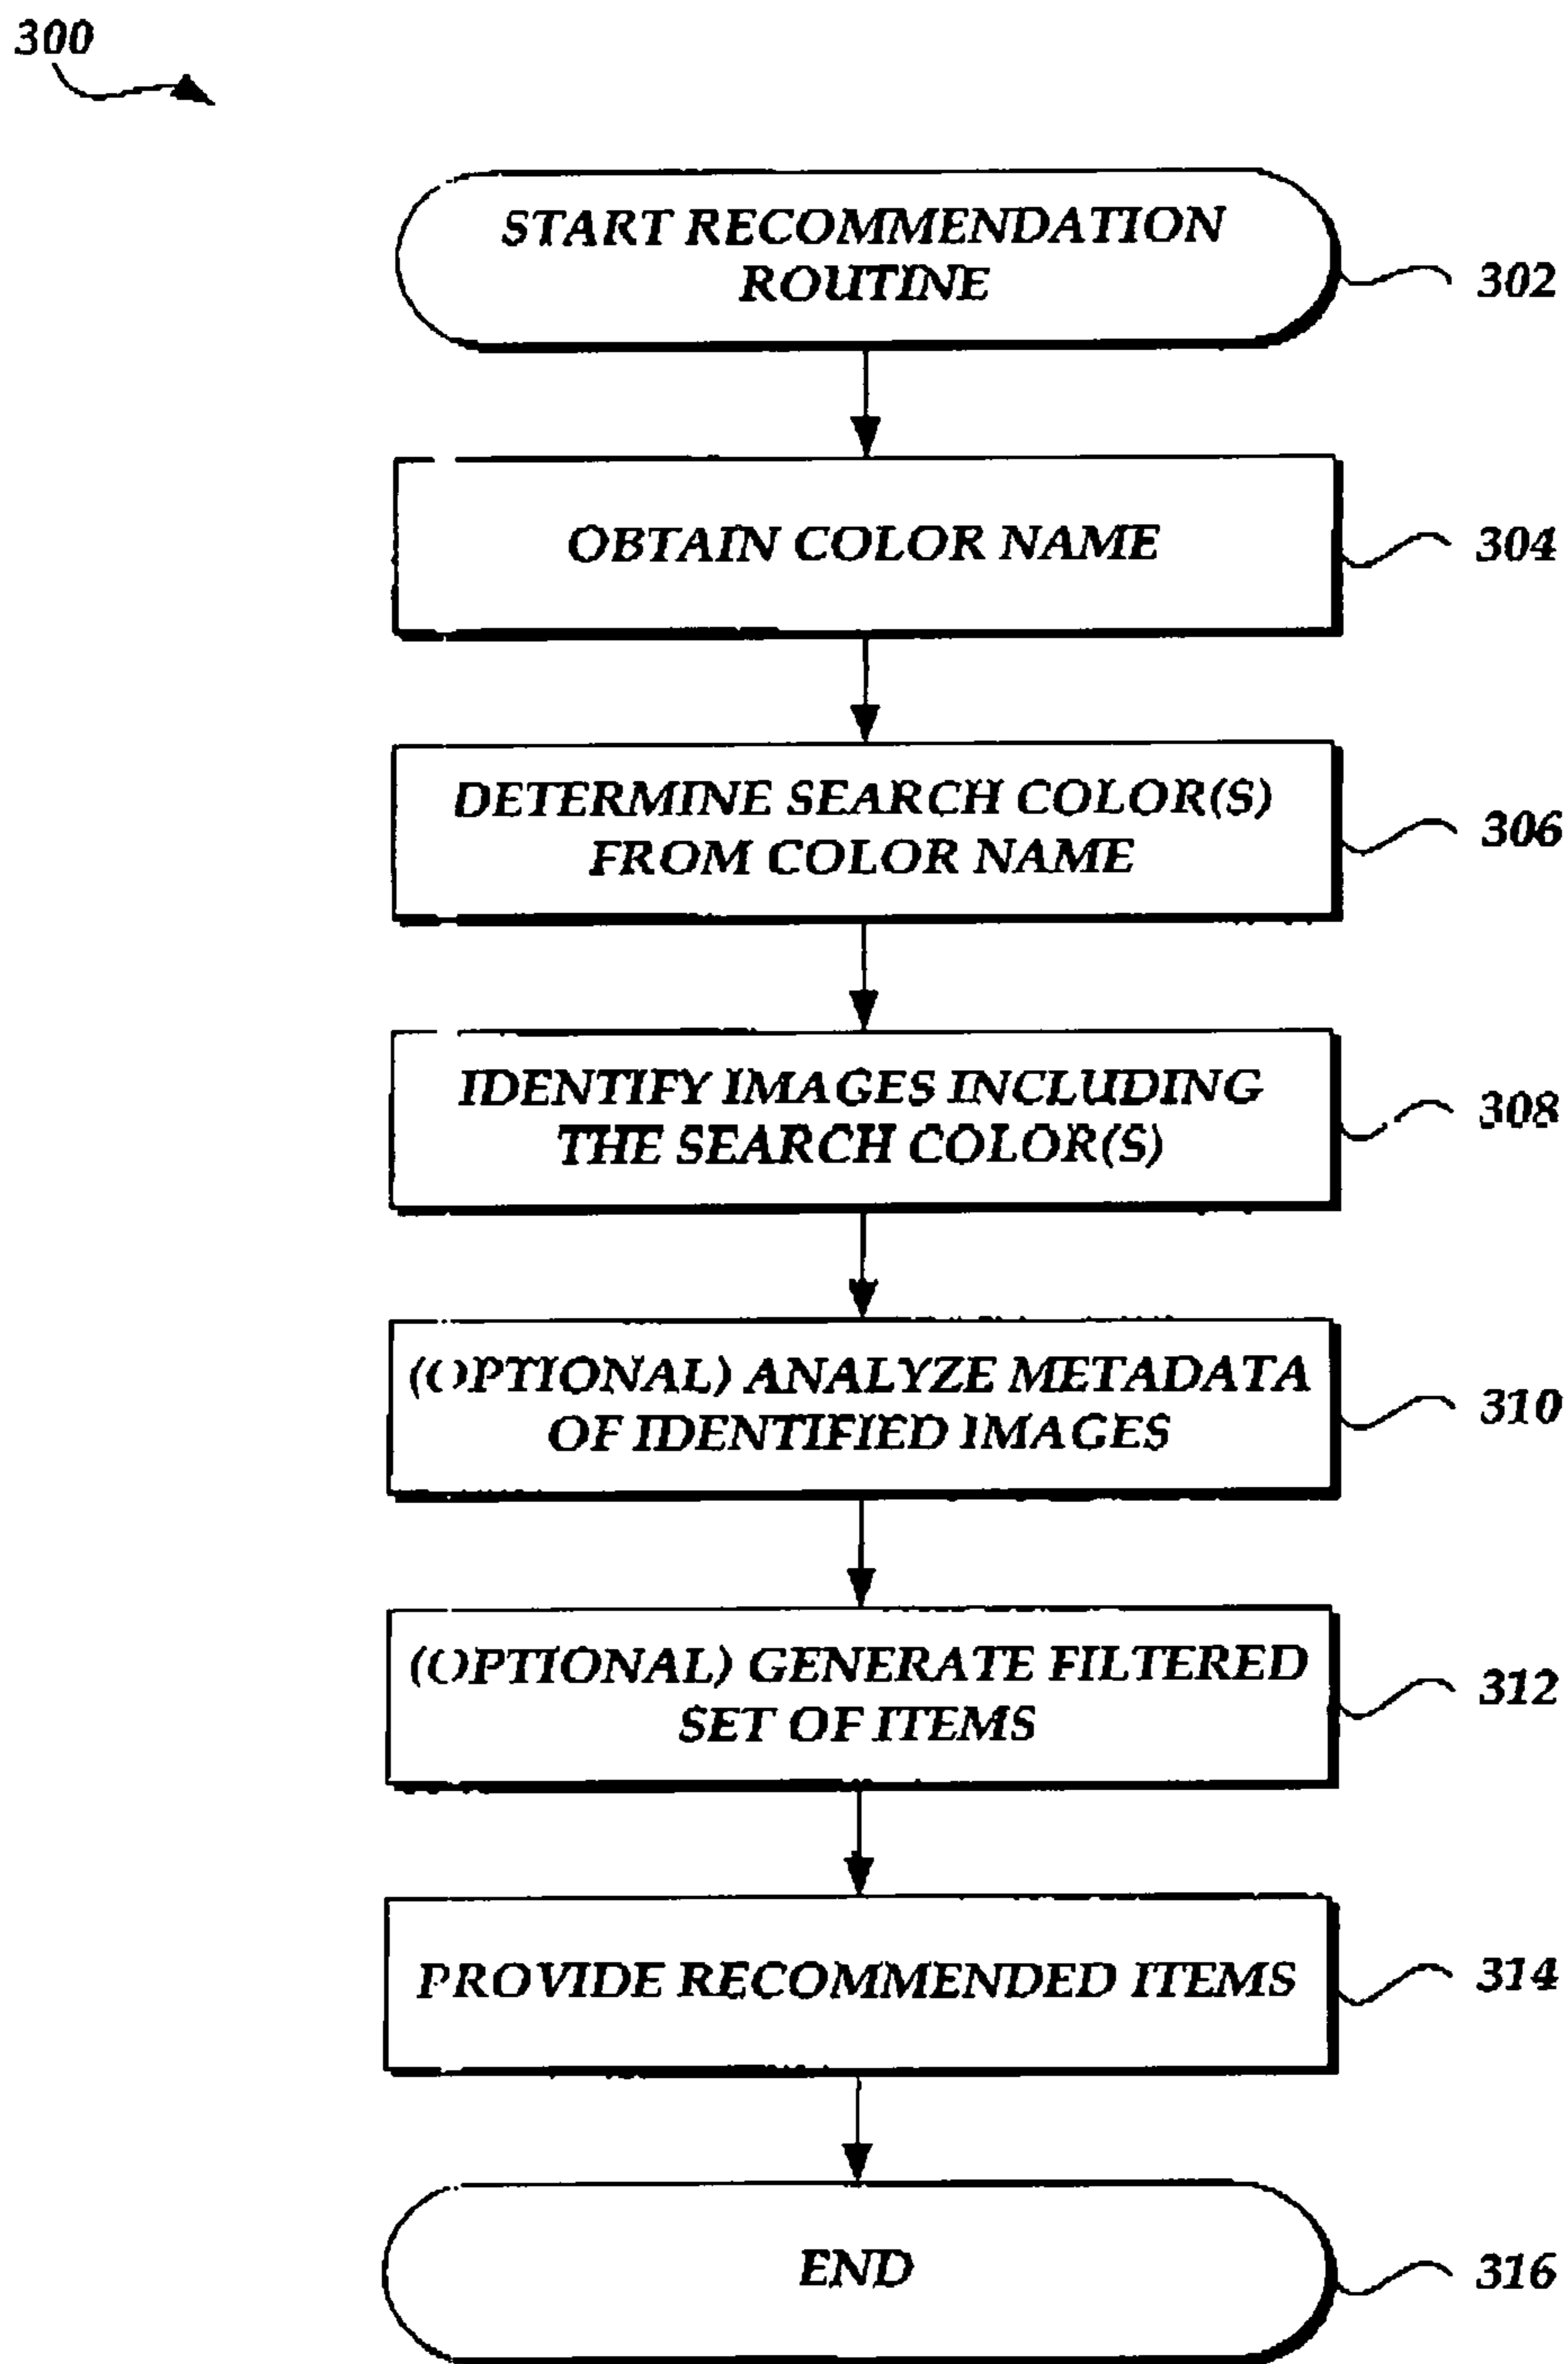 300
START RECOMMENDATION
ROUTINE
302
OBTAIN COLOR NAME
304
DETERMINE SEARCH COLOR(S)
FROM COLOR NAME
306
IDENTIFY IMAGES INCLUDING
THE SEARCH COLOR(S)
308
(OPTIONAL) ANALYZE METADATA
OF IDENTIFIED IMAGES
310
(OPTIONAL) GENERATE FILTERED
SET OF ITEMS
312
PROVIDE RECOMMENDED ITEMS
314
END
316